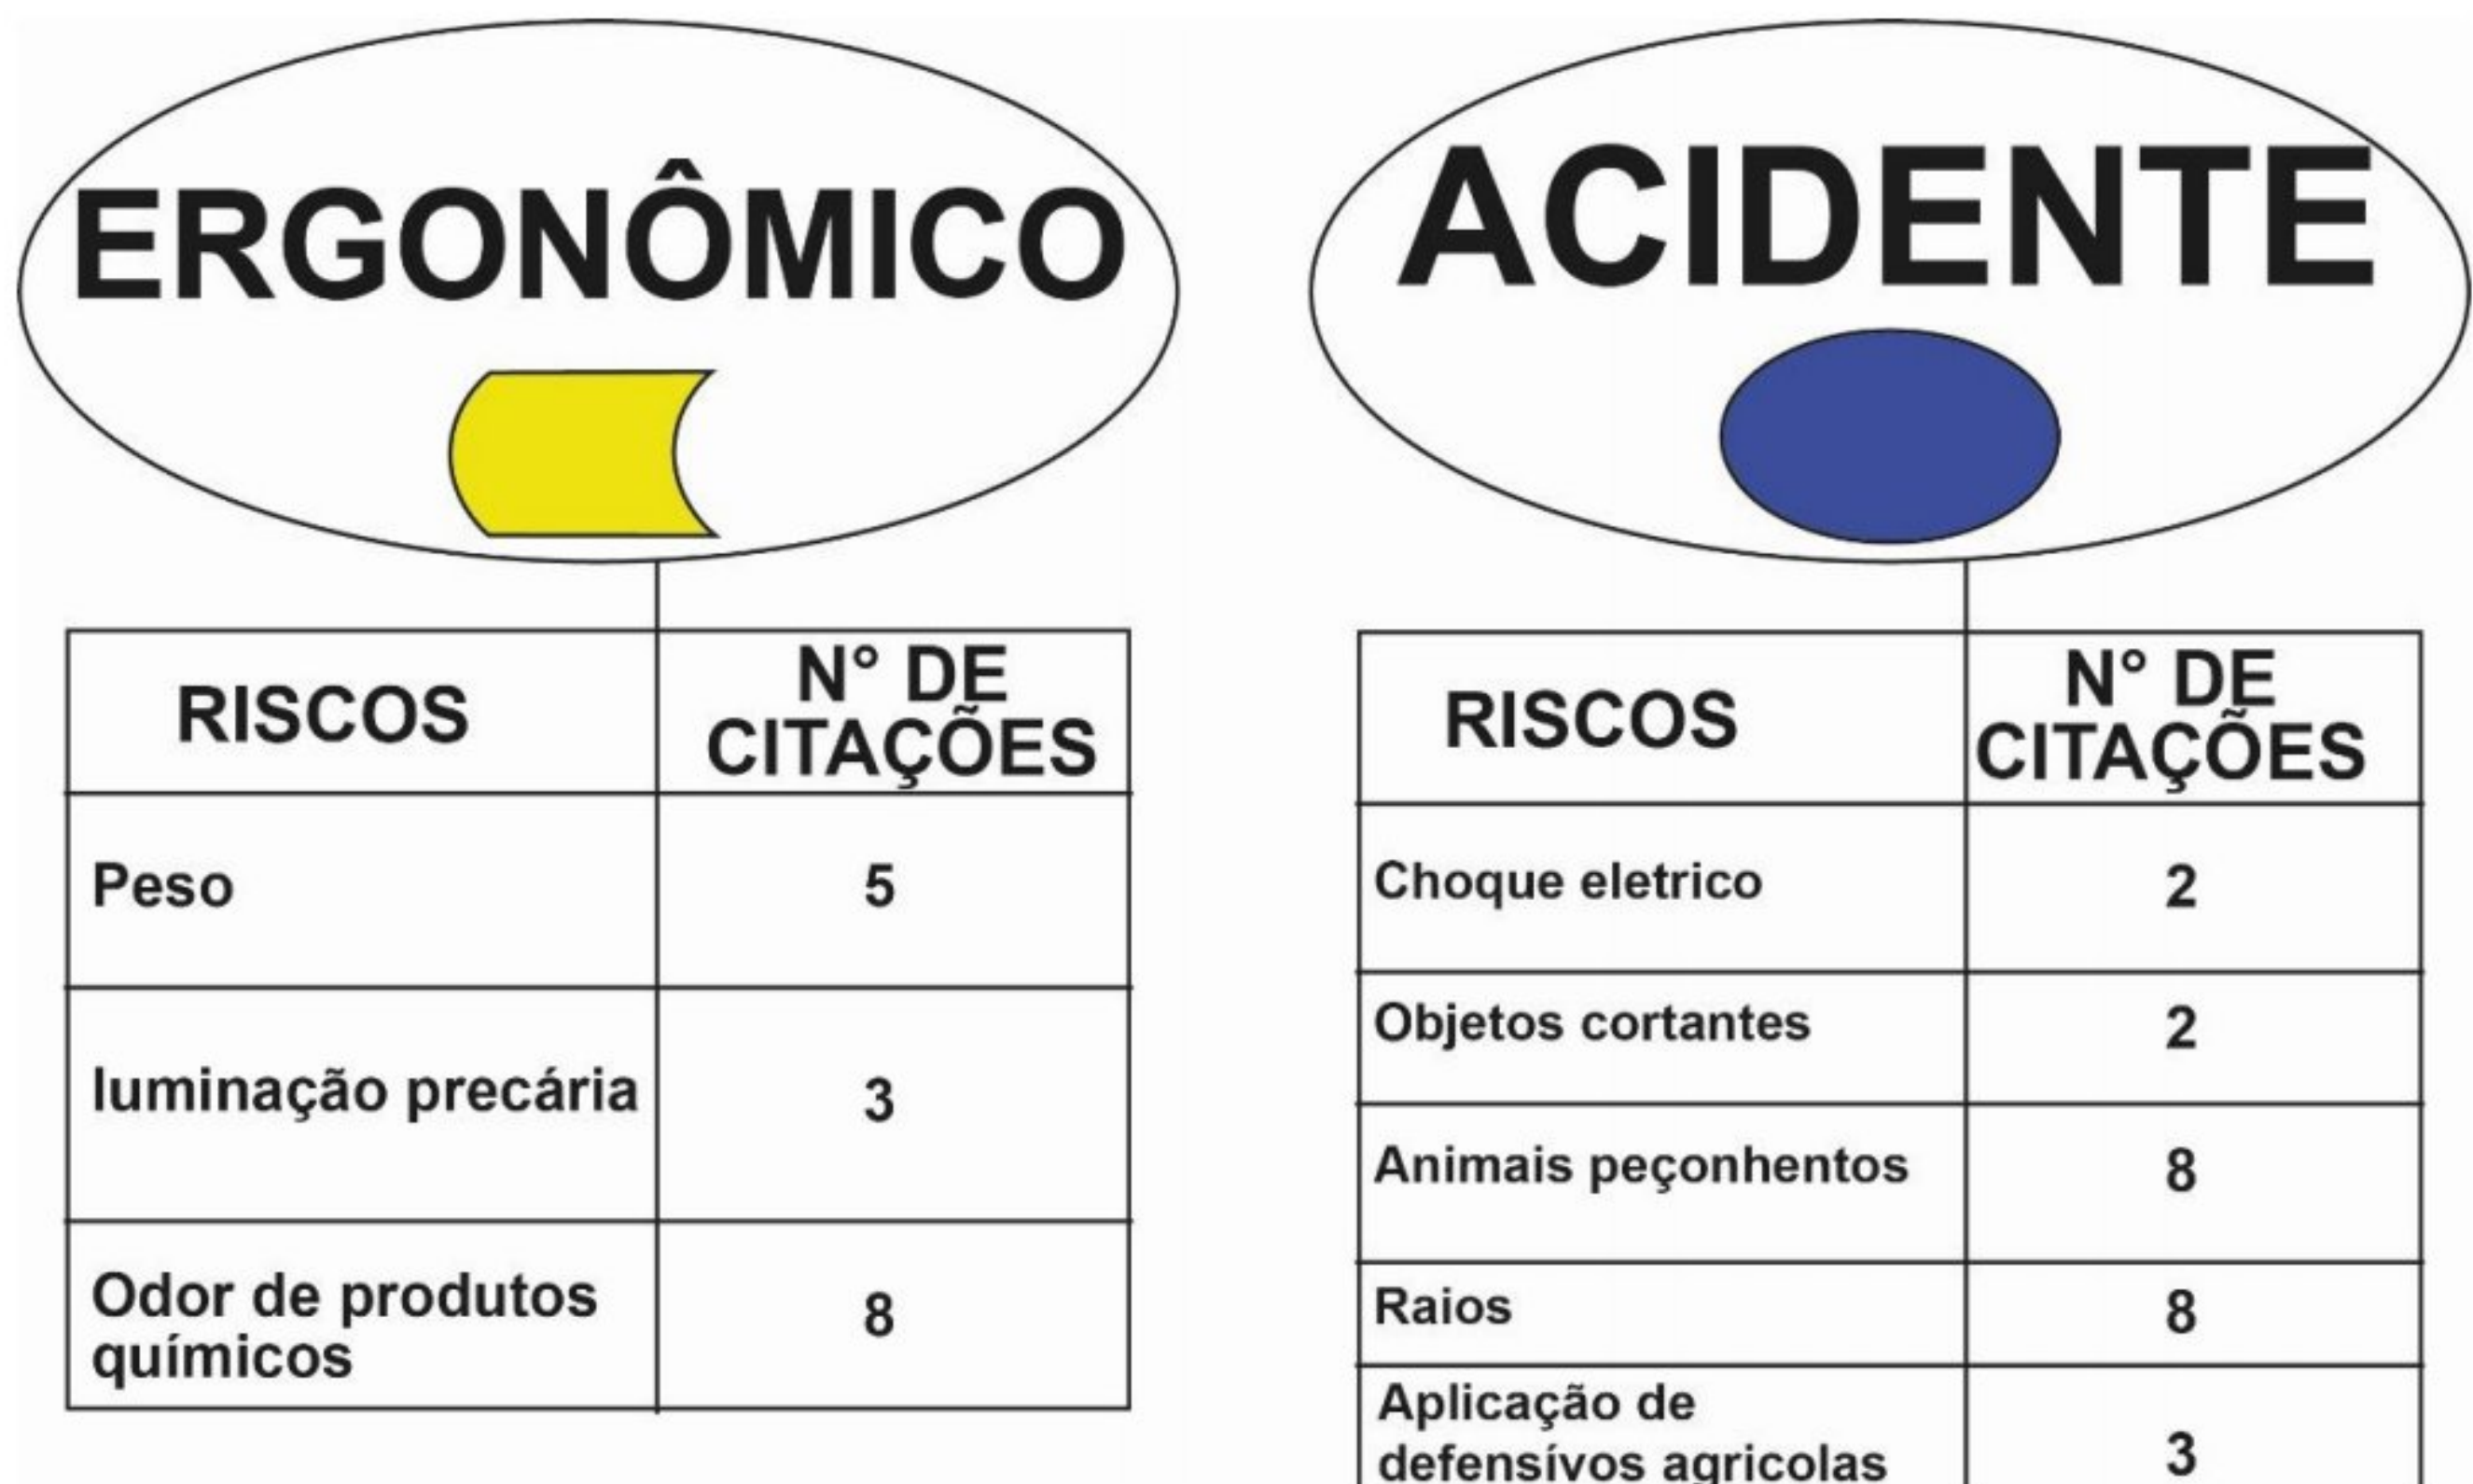 ERGONÔMICO
RISCOS
N° DE
CITAÇÕES
Peso
5
luminação precária
3
Odor de produtos
químicos
8
ACIDENTE
RISCOS
N° DE
CITAÇÕES
Choque eletrico
2
Objetos cortantes
2
Animais peçonhentos
8
Raios
8
Aplicação de
defensívos agricolas
3